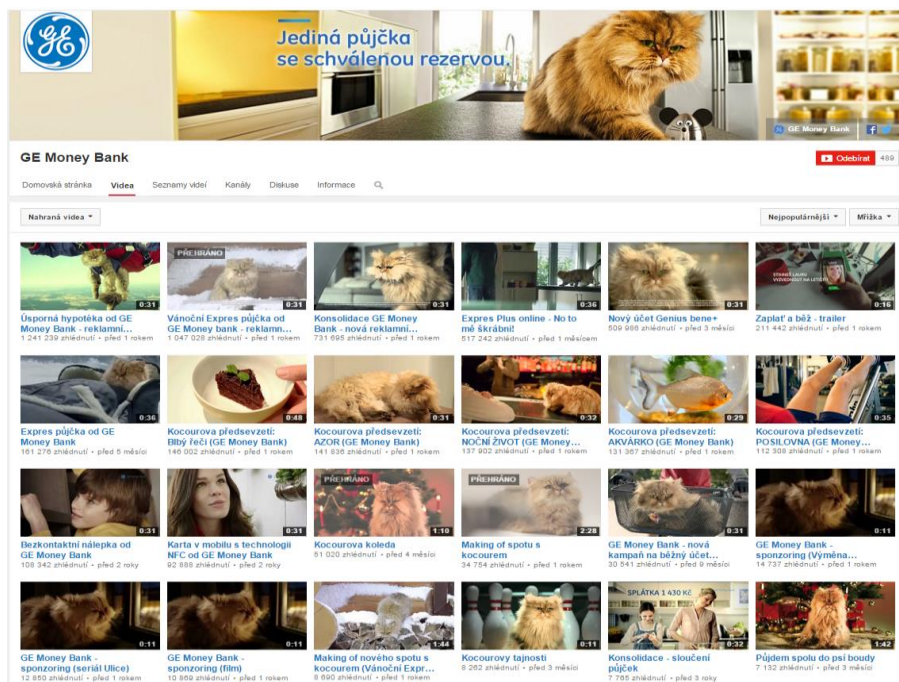 GE
Jediná půjčka
se schválenou rezervou.
GE Money Bank
GE Money Bank
Odebírat 489
Domovská stránka Videa Seznamy videí Kanály Diskuse Informace
Nahraná videa Nejpopulárnější Mřížka
0:31 PŘEHRÁNO 0:31 0:31 0:36 0:31 0:16
Úsporná hypotéka od GE
Money Bank - reklamní...
1 241 239 zhlédnutí • před 1 rokem
Vánoční Expres půjčka od
GE Money bank - reklamn...
1 047 028 zhlédnutí • před 1 rokem
Konsolidace GE Money
Bank - nová reklamní...
731 695 zhlédnutí • před 1 rokem
Expres Plus online - No to
mě škrábni!
517 242 zhlédnutí • před 1 měsícem
Nový účet Genius bene+
509 986 zhlédnutí • před 3 měsíci
Zaplať a běž - trailer
211 442 zhlédnutí • před 1 rokem
0:36 0:48 0:31 0:32 0:29 0:35
Expres půjčka od GE
Money Bank
161 276 zhlédnutí • před 5 měsíci
Kocourova předsevzetí:
Blbý řeči (GE Money Bank)
146 002 zhlédnutí • před 1 rokem
Kocourova předsevzetí:
AZOR (GE Money Bank)
141 836 zhlédnutí • před 1 rokem
Kocourova předsevzetí:
NOČNÍ ŽIVOT (GE Money...
137 902 zhlédnutí • před 1 rokem
Kocourova předsevzetí:
AKVÁRKO (GE Money Bank)
131 367 zhlédnutí • před 1 rokem
Kocourova předsevzetí:
POSILOVNA (GE Money...
112 308 zhlédnutí • před 1 rokem
0:31 0:31 PŘEHRÁNO 1:10 PŘEHRÁNO 2:28 0:31 0:11
Bezkontaktní nálepka od
GE Money Bank
108 342 zhlédnutí • před 2 roky
Karta v mobilu s technologií
NFC od GE Money Bank
92 888 zhlédnutí • před 2 roky
Kocourova koleda
51 020 zhlédnutí • před 4 měsíci
Making of spotu s
kocourem
34 754 zhlédnutí • před 1 rokem
GE Money Bank - nová
kampaň na běžný účet...
30 541 zhlédnutí • před 9 měsíci
GE Money Bank -
sponzoring (Výměna...
14 737 zhlédnutí • před 1 rokem
0:11 0:11 1:44 0:11 SPLÁTKA 1 430 Kč 0:32 1:42
GE Money Bank -
sponzoring (seriál Ulice)
12 850 zhlédnutí • před 1 rokem
GE Money Bank -
sponzoring (film)
10 869 zhlédnutí • před 1 rokem
Making of nového spotu s
kocourem (Vánoční Expr...
8 690 zhlédnutí • před 1 rokem
Kocourovy tajnosti
8 262 zhlédnutí • před 3 měsíci
Konsolidace - sloučení
půjček
7 765 zhlédnutí • před 3 roky
Půjdem spolu do psí boudy
7 132 zhlédnutí • před 3 měsíci